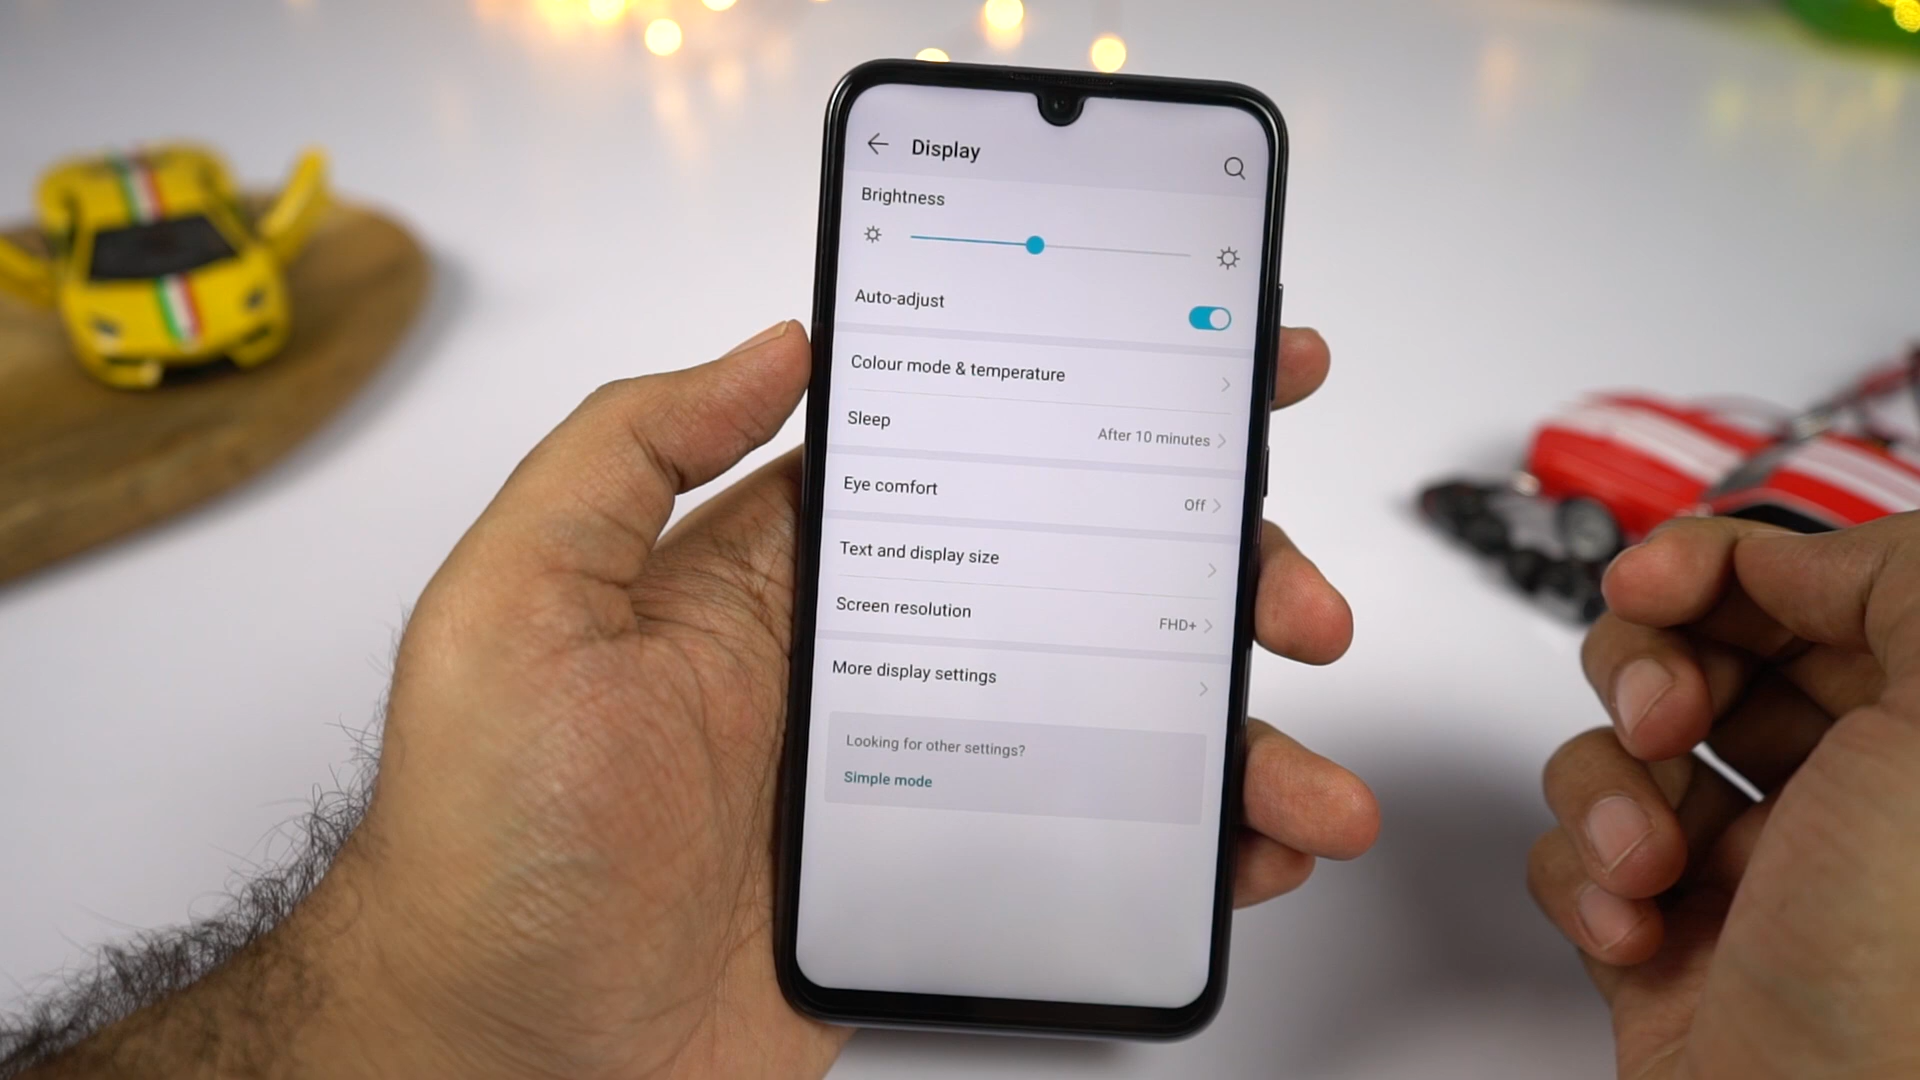 Display
Brightness
Auto-adjust
Colour mode & temperature
Sleep After 10 minutes
Eye comfort Off
Text and display size
Screen resolution FHD+
More display settings
Looking for other settings?
Simple mode